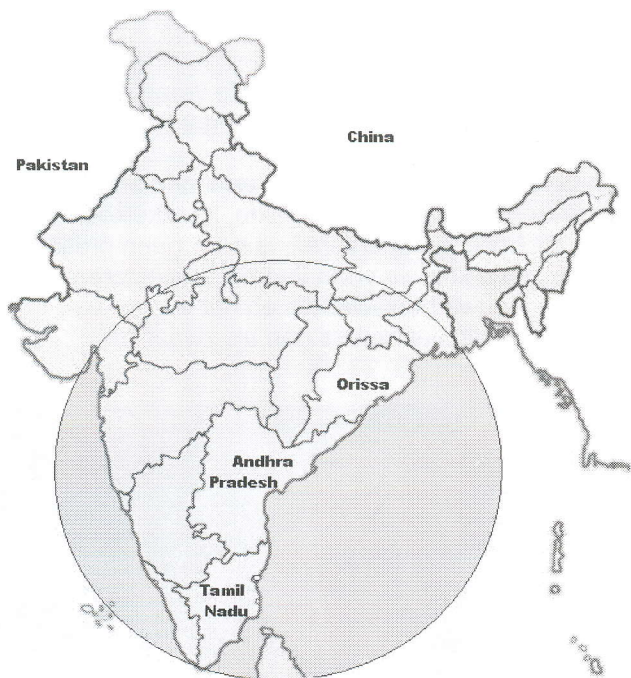 China
Pakistan
Orissa
Andhra
Pradesh
Tamil
Nadu